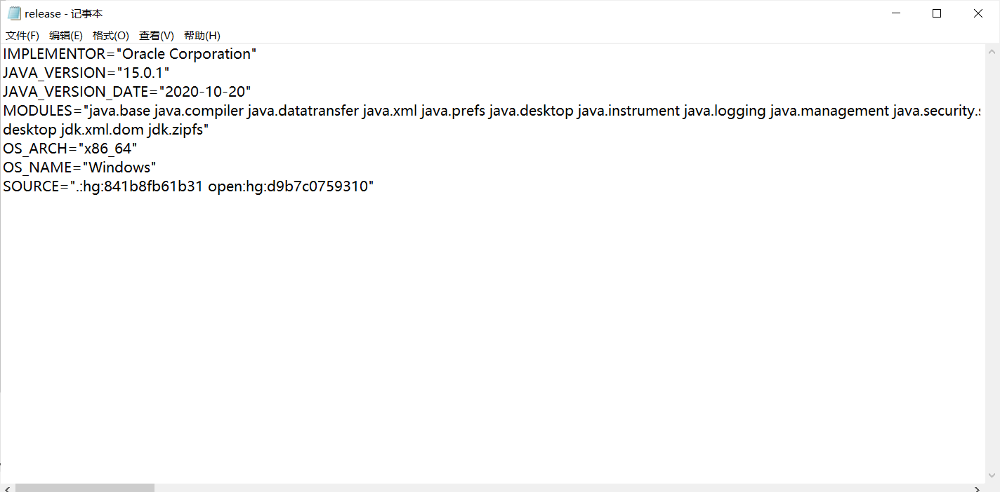 release - 记事本
文件(F) 编辑(E) 格式(O) 查看(V) 帮助(H)
IMPLEMENTOR="Oracle Corporation"
JAVA_VERSION="15.0.1"
JAVA_VERSION_DATE="2020-10-20"
MODULES="java.base java.compiler java.datatransfer java.xml java.prefs java.desktop java.instrument java.logging java.management java.security.s
desktop jdk.xml.dom jdk.zipfs"
OS_ARCH="x86_64"
OS_NAME="Windows"
SOURCE=".:hg:841b8fb61b31 open:hg:d9b7c0759310"